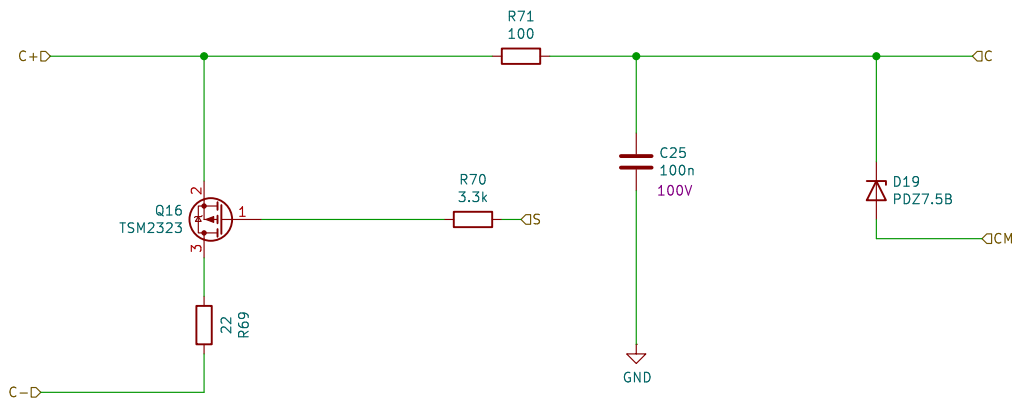 R71
100
C+
C
C25
100n
100V
R70
3.3k
D19
PDZ7.5B
2
Q16
TSM2323
1
S
3
CM
22
R69
GND
C-